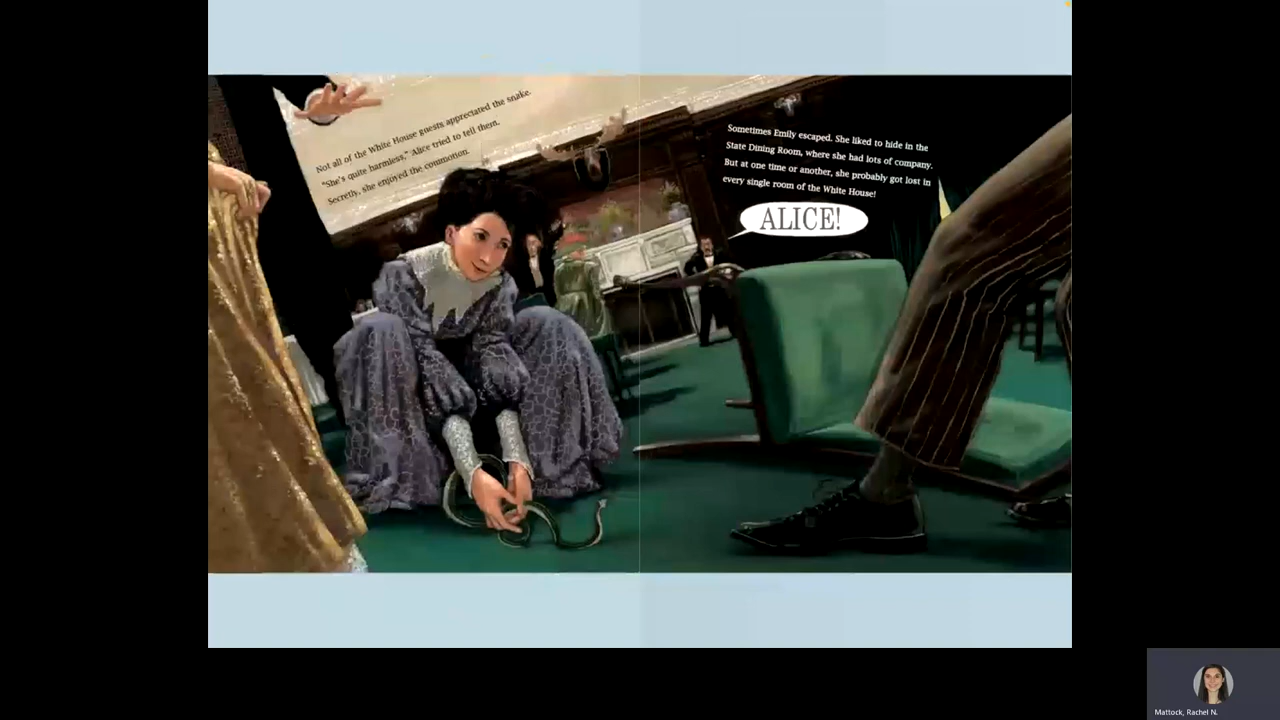 Not all of the White House guests appreciated the snake.
"She's quite harmless," Alice tried to tell them.
Secretly, she enjoyed the commotion.
Sometimes Emily escaped. She liked to hide in the
State Dining Room, where she had lots of company.
But at one time or another, she probably got lost in
every single room of the White House!
ALICE!
Mattock, Rachel N.